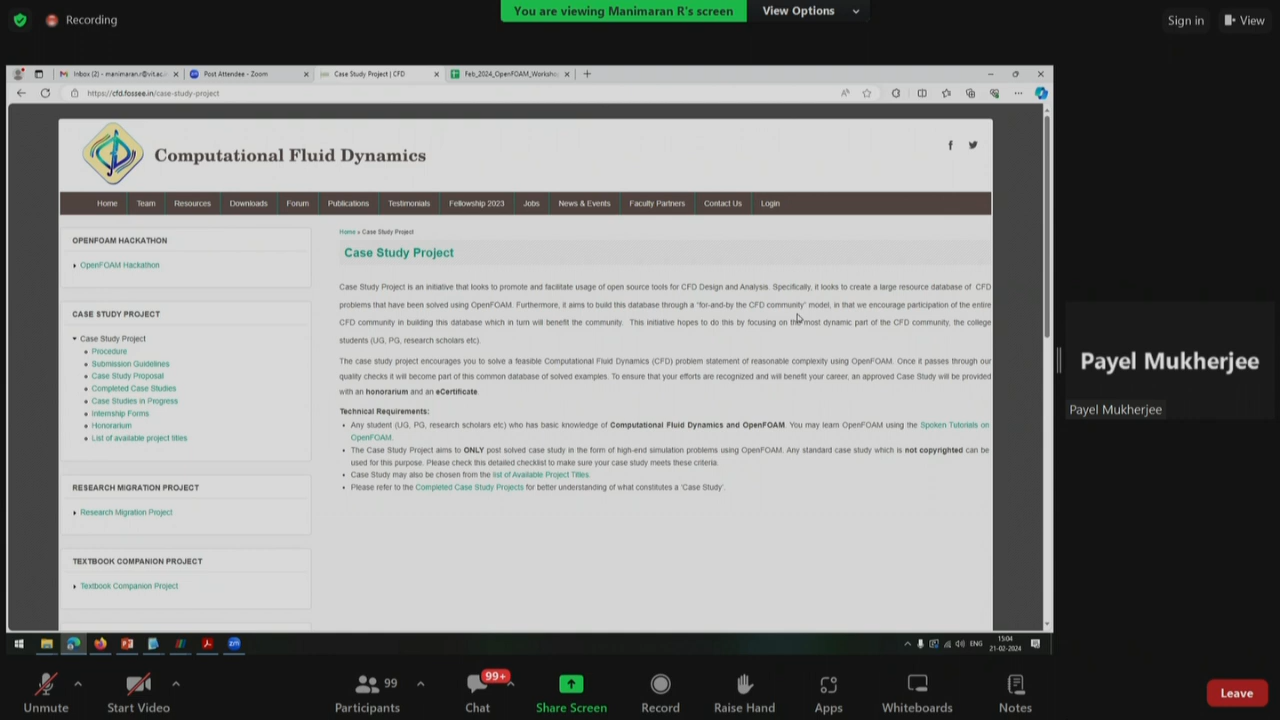 Recording
You are viewing Manimaran R's screen
View Options
Sign in
View
Inbox (2) - manimaran.r@vit.ac.
Post Attendee - Zoom
Case Study Project | CFD
Feb_2024_OpenFOAM_Worksho
https://cfd.fossee.in/case-study-project
Computational Fluid Dynamics
Home
Team
Resources
Downloads
Forum
Publications
Testimonials
Fellowship 2023
Jobs
News & Events
Faculty Partners
Contact Us
Login
OPENFOAM HACKATHON
OpenFOAM Hackathon
CASE STUDY PROJECT
Case Study Project
Procedure
Submission Guidelines
Case Study Proposal
Completed Case Studies
Case Studies in Progress
Internship Forms
Honorarium
List of available project titles
RESEARCH MIGRATION PROJECT
Research Migration Project
TEXTBOOK COMPANION PROJECT
Textbook Companion Project
Home » Case Study Project
Case Study Project
Case Study Project is an initiative that looks to promote and facilitate usage of open source tools for CFD Design and Analysis. Specifically, it looks to create a large resource database of CFD
problems that have been solved using OpenFOAM. Furthermore, it aims to build this database through a "for-and-by the CFD community" model, in that we encourage participation of the entire
CFD community in building this database which in turn will benefit the community. This initiative hopes to do this by focusing on the most dynamic part of the CFD community, the college
students (UG, PG, research scholars etc).
The case study project encourages you to solve a feasible Computational Fluid Dynamics (CFD) problem statement of reasonable complexity using OpenFOAM. Once it passes through our
quality checks it will become part of this common database of solved examples. To ensure that your efforts are recognized and will benefit your career, an approved Case Study will be provided
with an honorarium and an eCertificate.
Technical Requirements:
Any student (UG, PG, research scholars etc) who has basic knowledge of Computational Fluid Dynamics and OpenFOAM. You may learn OpenFOAM using the Spoken Tutorials on
OpenFOAM.
The Case Study Project aims to ONLY post solved case study in the form of high-end simulation problems using OpenFOAM. Any standard case study which is not copyrighted can be
used for this purpose. Please check this detailed checklist to make sure your case study meets these criteria.
Case Study may also be chosen from the list of Available Project Titles.
Please refer to the Completed Case Study Projects for better understanding of what constitutes a 'Case Study'.
Payel Mukherjee
Payel Mukherjee
ENG
15:04
21-02-2024
Unmute
Start Video
99
Participants
99+
Chat
Share Screen
Record
Raise Hand
Apps
Whiteboards
Notes
Leave